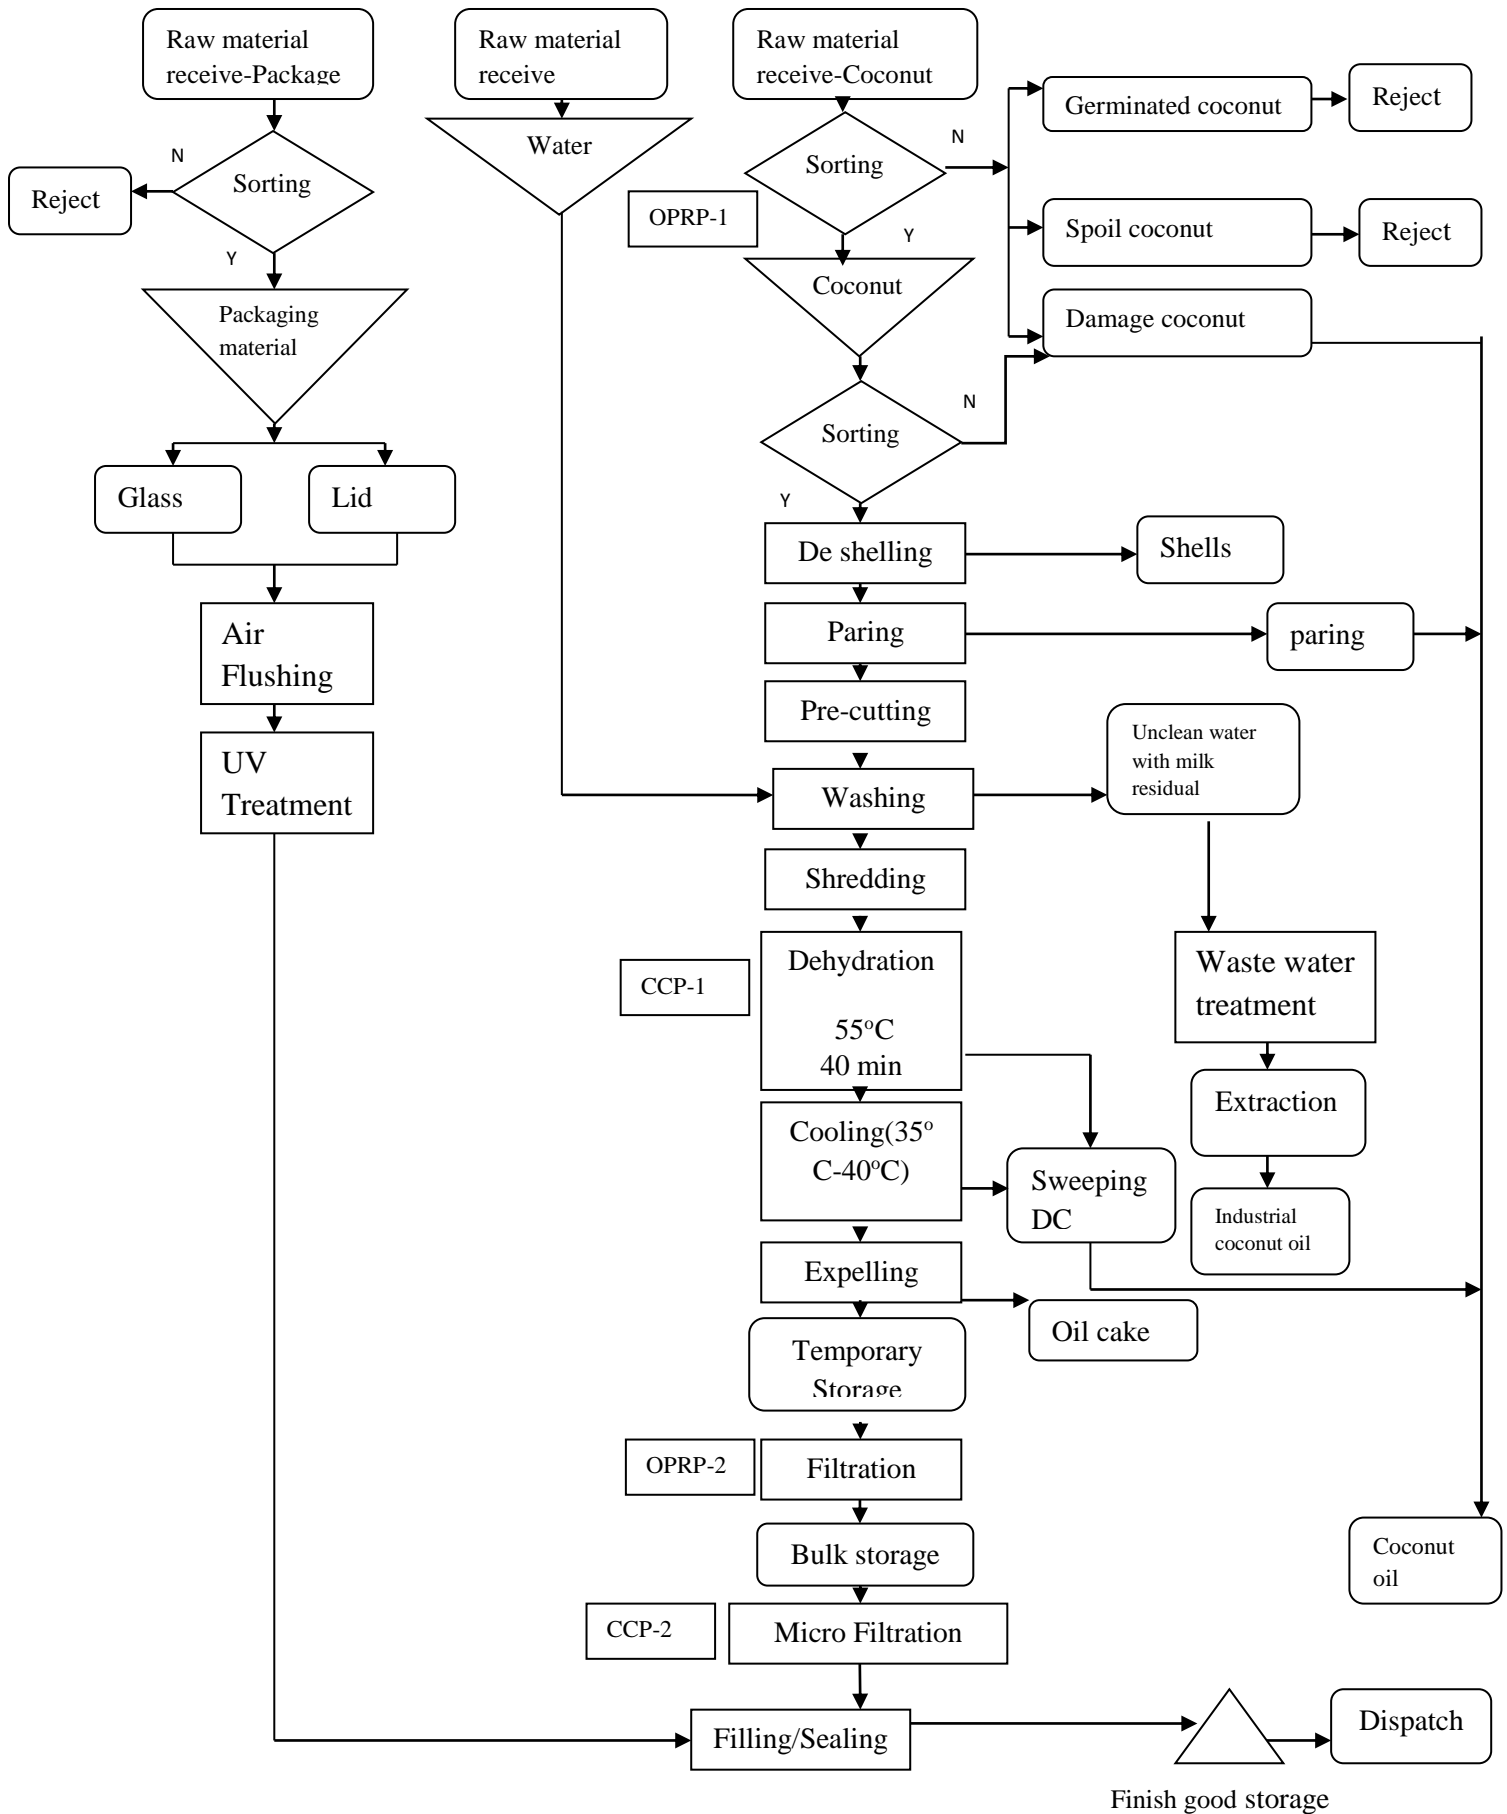 Raw material
receive-Package
Raw material
receive
Raw material
receive-Coconut
Germinated coconut
Reject
Water
N
Sorting
N
Sorting
Reject
OPRP-1
Spoil coconut
Reject
Y
Y
Coconut
Packaging
material
Damage coconut
N
Sorting
Glass
Lid
Y
De shelling
Shells
Air
Flushing
Paring
paring
Pre-cutting
Unclean water
with milk
residual
UV
Treatment
Washing
Shredding
CCP-1
Dehydration
55°C
40 min
Waste water
treatment
Extraction
Cooling(35°
C-40°C)
Sweeping
DC
Industrial
coconut oil
Expelling
Oil cake
Temporary
Storage
OPRP-2
Filtration
Bulk storage
Coconut
oil
CCP-2
Micro Filtration
Filling/Sealing
Dispatch
Finish good storage